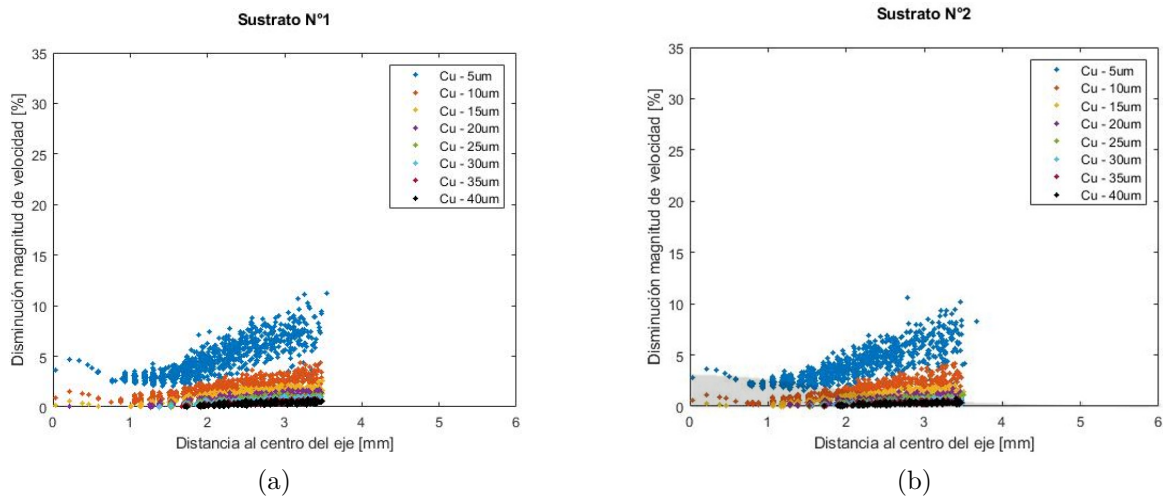 Sustrato N°1
Disminución magnitud de velocidad [%]
35
30
25
20
15
10
5
0
Cu - 5um
Cu - 10um
Cu - 15um
Cu - 20um
Cu - 25um
Cu - 30um
Cu - 35um
Cu - 40um
0 1 2 3 4 5 6
Distancia al centro del eje [mm]
(a)
Sustrato N°2
Disminución magnitud de velocidad [%]
35
30
25
20
15
10
5
0
Cu - 5um
Cu - 10um
Cu - 15um
Cu - 20um
Cu - 25um
Cu - 30um
Cu - 35um
Cu - 40um
0 1 2 3 4 5 6
Distancia al centro del eje [mm]
(b)